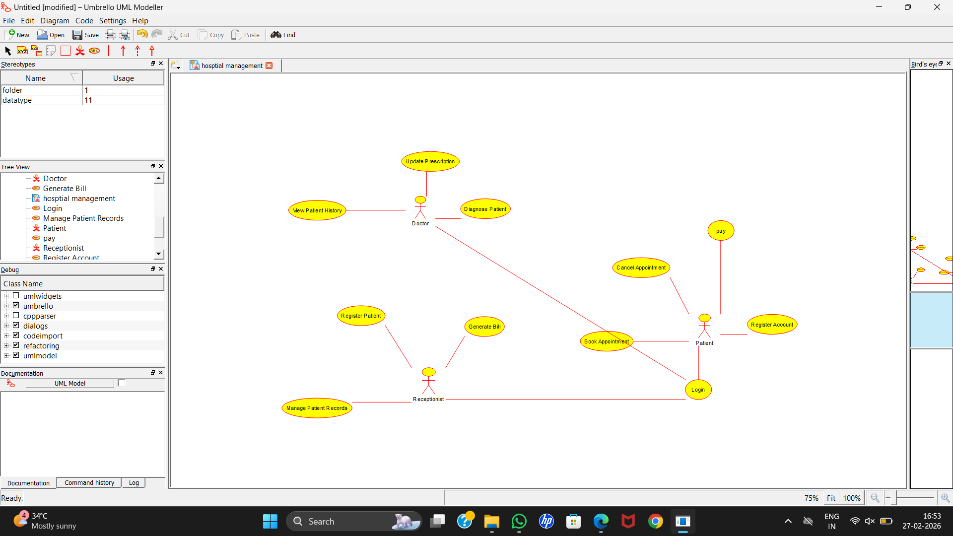 Untitled [modified] – Umbrello UML Modeller
File Edit Diagram Code Settings Help
New Open Save Cut Copy Paste Find
Stereotypes
hosptial management
Bird's eye
Name Usage
folder 1
datatype 11
Tree View
Doctor
Generate Bill
hosptial management
Login
Manage Patient Records
Patient
pay
Receptionist
Register Account
Debug
Class Name
umlwidgets
umbrello
cppparser
dialogs
codeimport
refactoring
umlmodel
Documentation
UML Model
Documentation Command history Log
Update Prescription
View Patient History
Diagnose Patient
Doctor
pay
Cancel Appointment
Register Patient
Generate Bill
Register Account
Book Appointment
Patient
Login
Receptionist
Manage Patient Records
Ready.
75% Fit 100%
4
34°C
Mostly sunny
Search
ENG
IN
16:53
27-02-2026